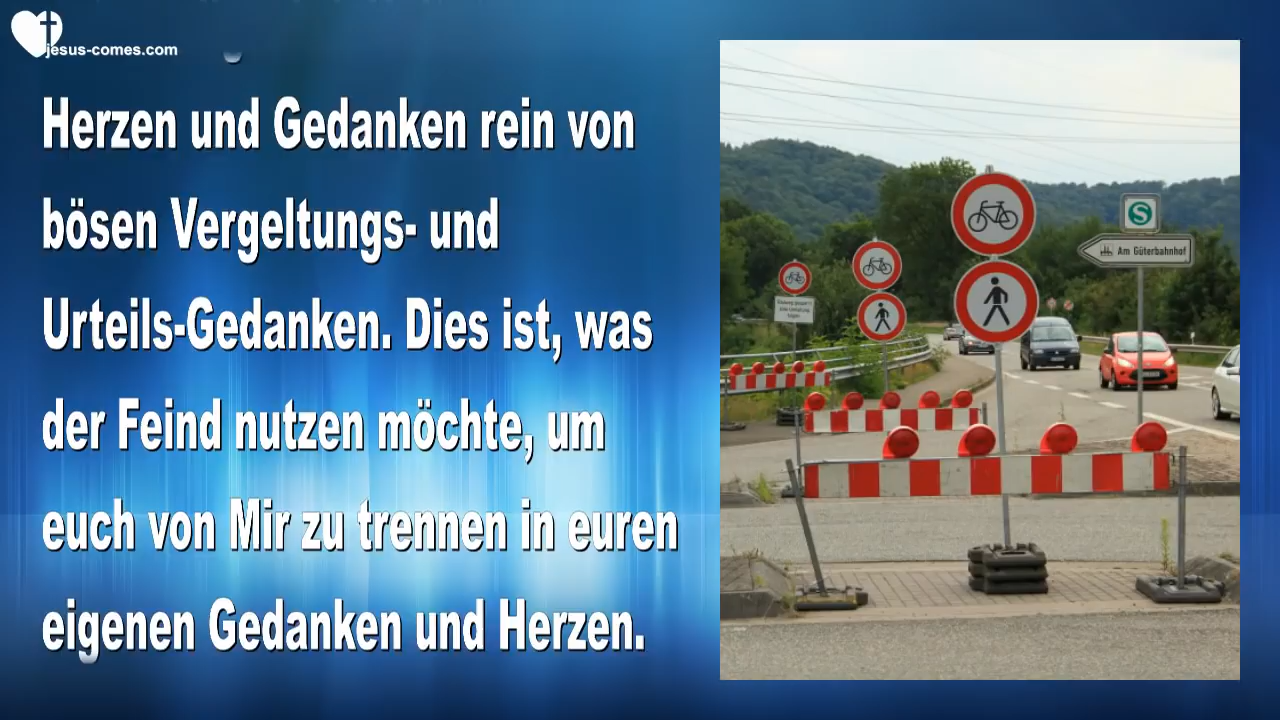 jesus-comes.com
Herzen und Gedanken rein von
bösen Vergeltungs- und
Urteils-Gedanken. Dies ist, was
der Feind nutzen möchte, um
euch von Mir zu trennen in euren
eigenen Gedanken und Herzen.
S
Am Güterbahnhof